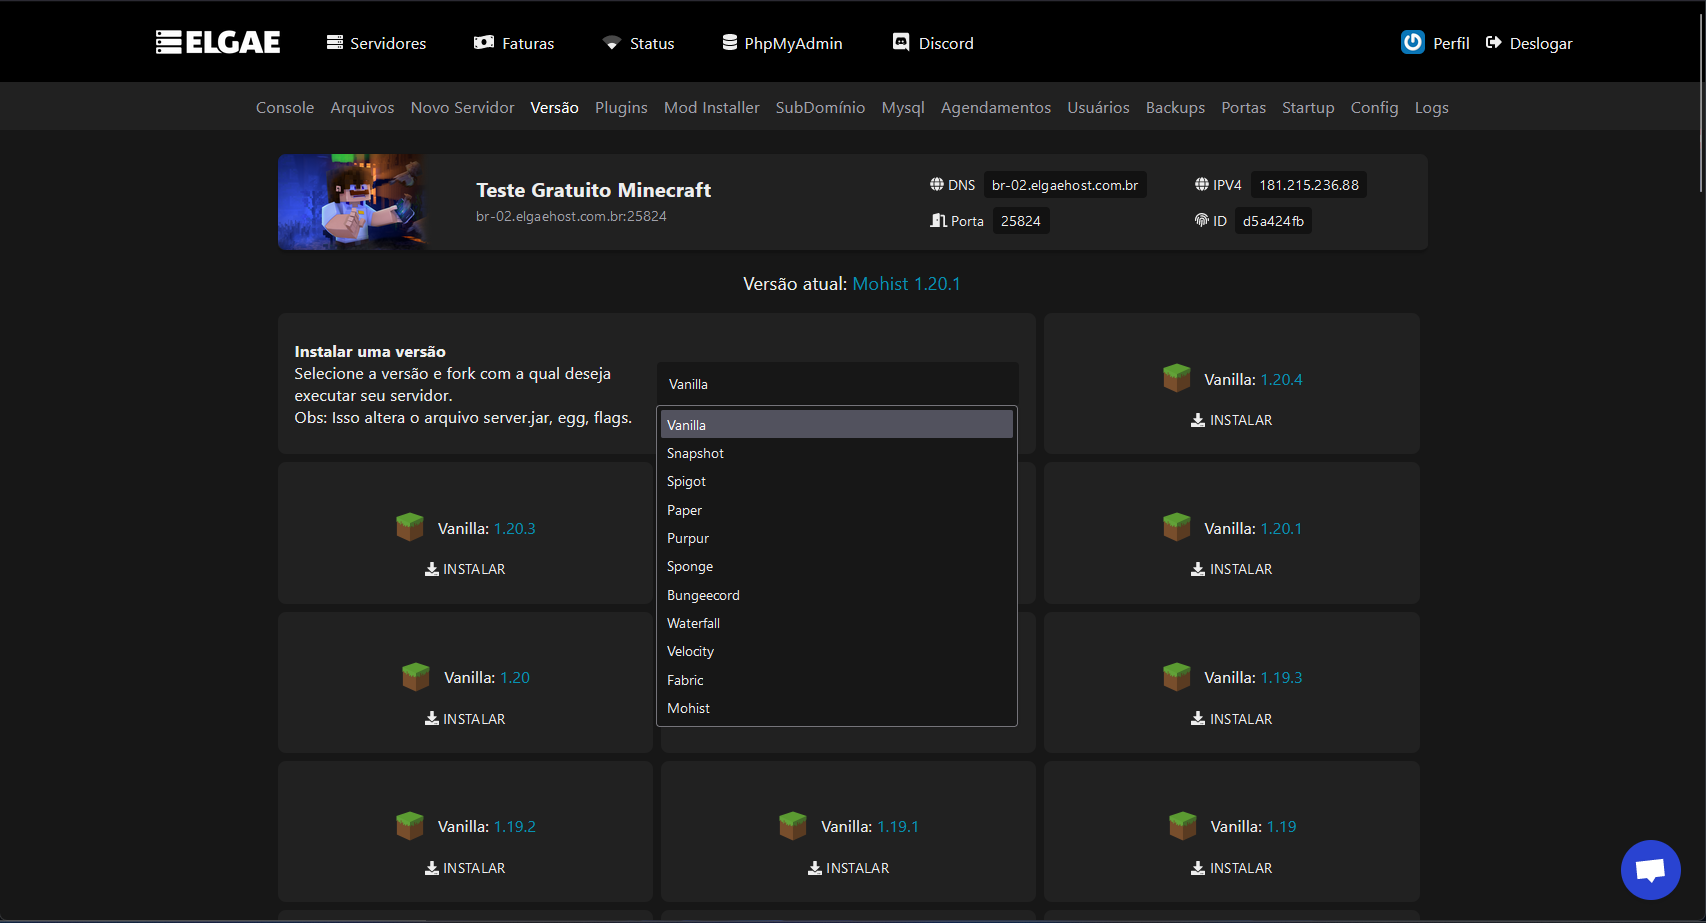 ELGAE
Servidores
Faturas
Status
PhpMyAdmin
Discord
Perfil
Deslogar
Console
Arquivos
Novo Servidor
Versão
Plugins
Mod Installer
SubDomínio
Mysql
Agendamentos
Usuários
Backups
Portas
Startup
Config
Logs
Teste Gratuito Minecraft
br-02.elgaehost.com.br:25824
DNS br-02.elgaehost.com.br
IPV4 181.215.236.88
Porta 25824
ID d5a424fb
Versão atual: Mohist 1.20.1
Instalar uma versão
Selecione a versão e fork com a qual deseja
executar seu servidor.
Obs: Isso altera o arquivo server.jar, egg, flags.
Vanilla
Vanilla
Snapshot
Spigot
Paper
Purpur
Sponge
Bungeecord
Waterfall
Velocity
Fabric
Mohist
Vanilla: 1.20.4
INSTALAR
Vanilla: 1.20.3
INSTALAR
Vanilla: 1.20.1
INSTALAR
Vanilla: 1.20
INSTALAR
Vanilla: 1.19.3
INSTALAR
Vanilla: 1.19.2
INSTALAR
Vanilla: 1.19.1
INSTALAR
Vanilla: 1.19
INSTALAR